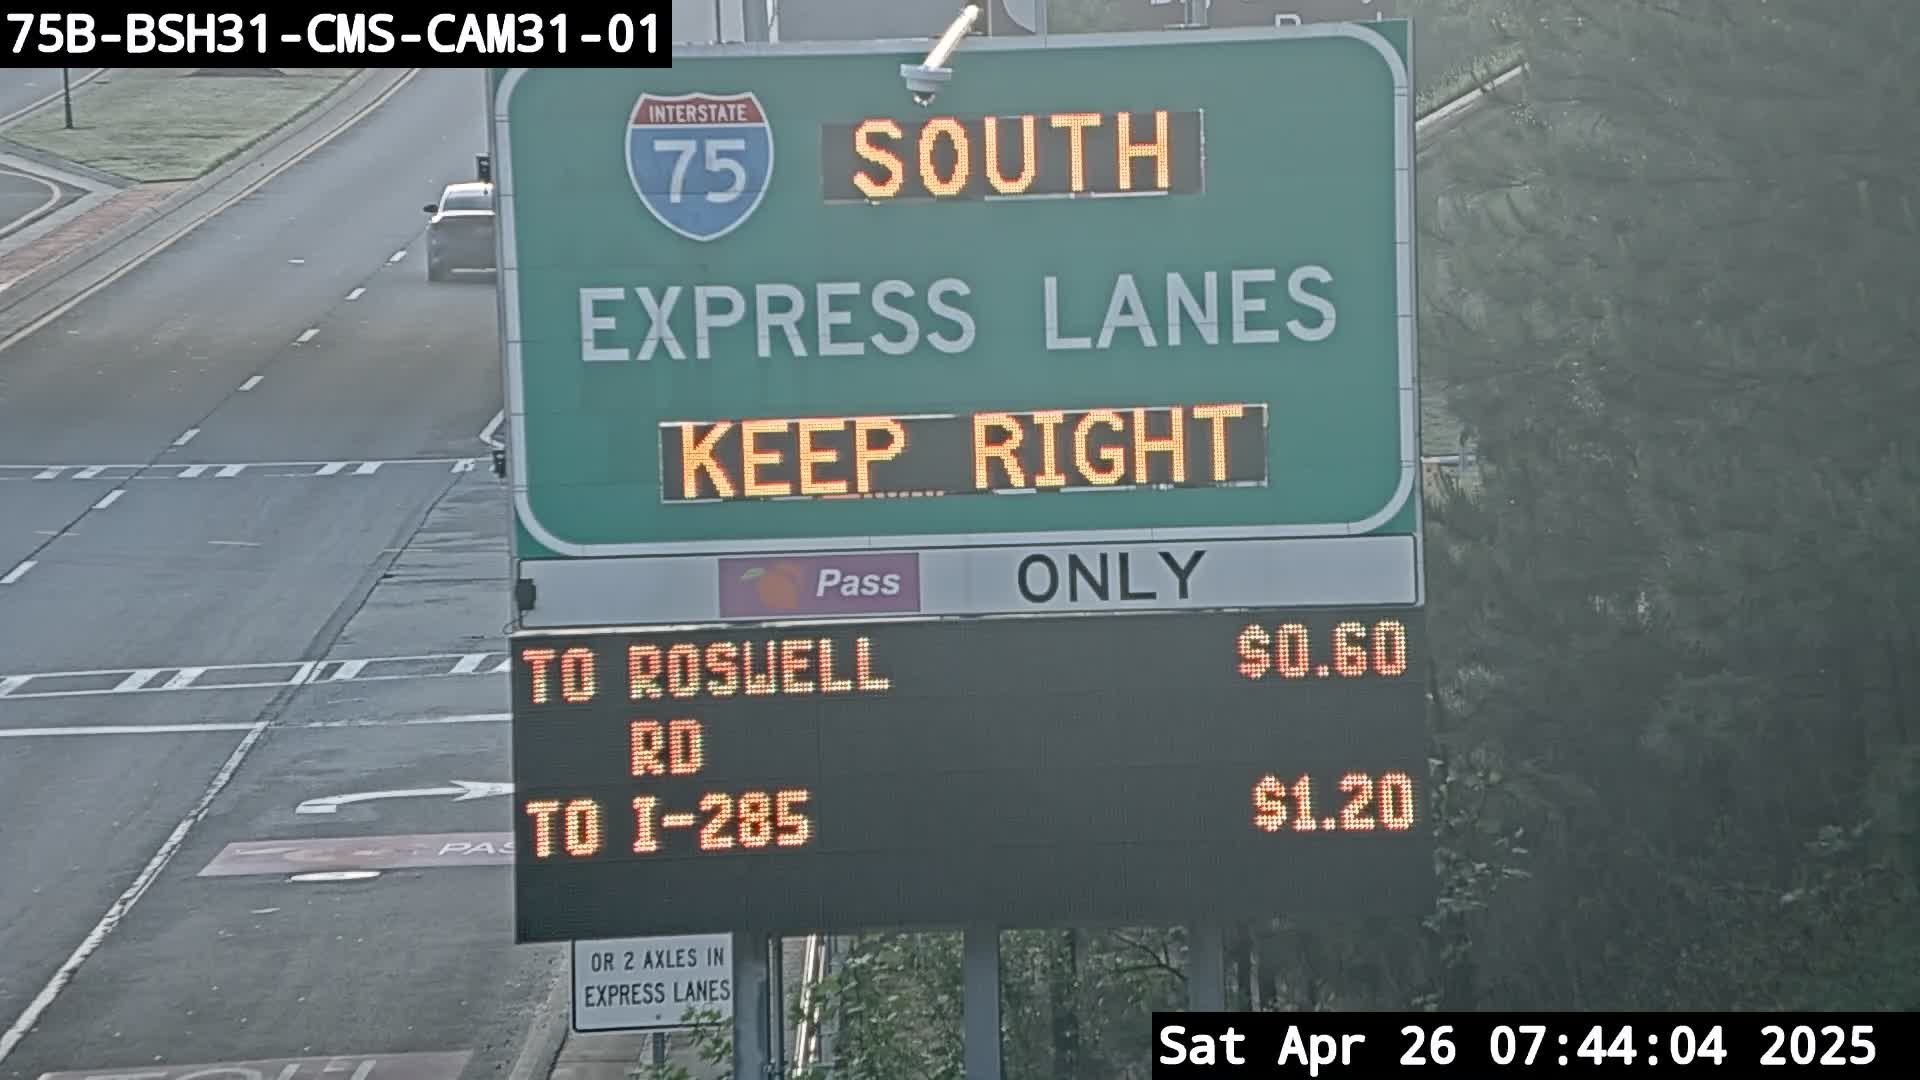 75B-BSH31-CMS-CAM31-01
INTERSTATE
75
SOUTH
EXPRESS LANES
KEEP RIGHT
Pass ONLY
TO ROSWELL $0.60
RD
TO I-285 $1.20
OR 2 AXLES IN
EXPRESS LANES
Sat Apr 26 07:44:04 2025